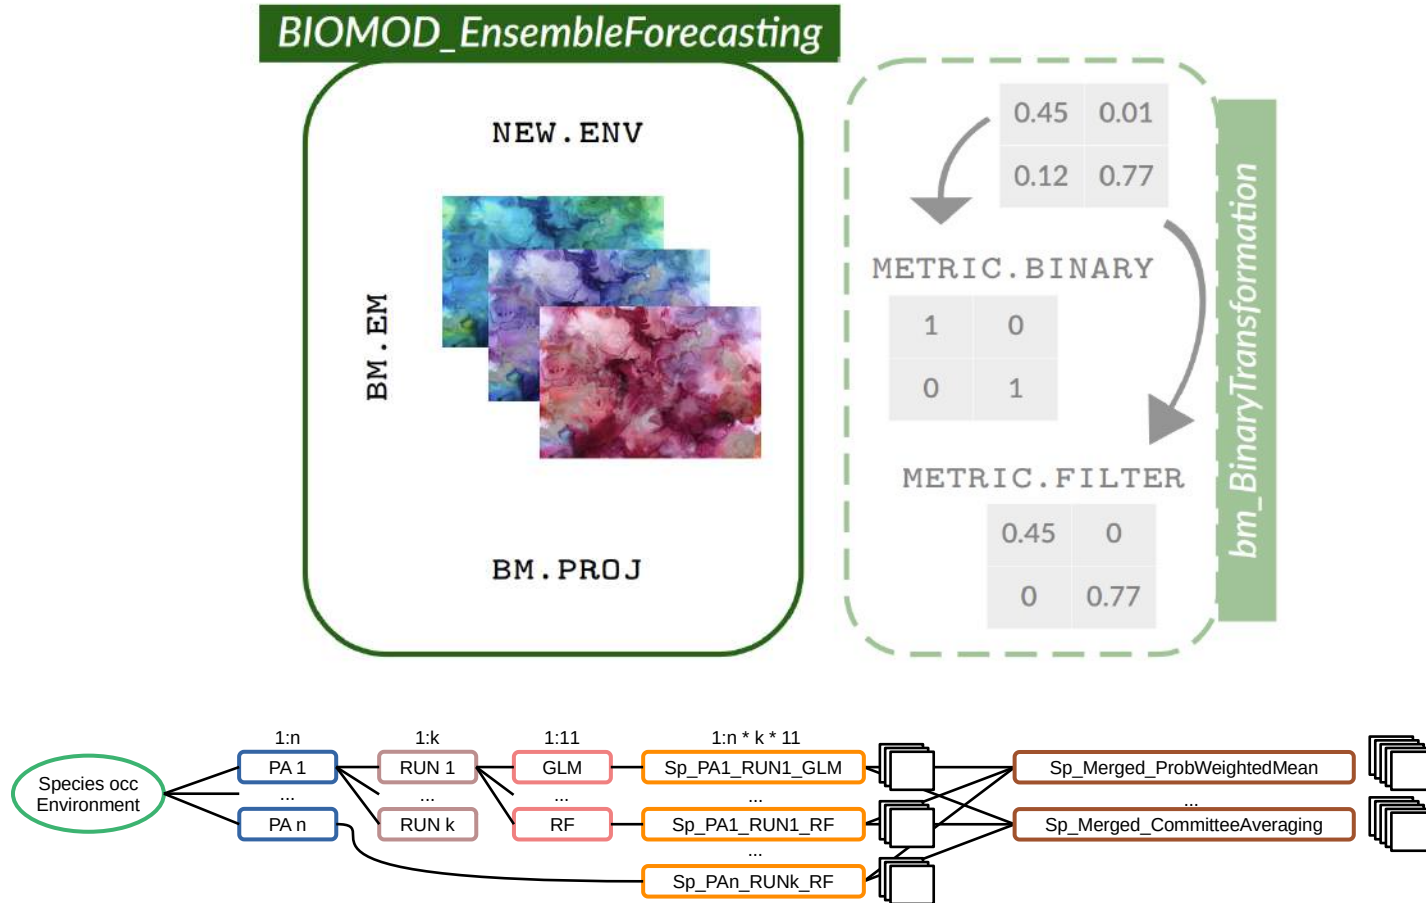 BIOMOD_EnsembleForecasting
NEW.ENV
BM.EM
BM.PROJ
0.45 0.01
0.12 0.77
METRIC.BINARY
1 0
0 1
METRIC.FILTER
0.45 0
0 0.77
bm_BinaryTransformation
1:n 1:k 1:11 1:n * k * 11
Species occ
Environment
PA 1 RUN 1 GLM Sp_PA1_RUN1_GLM Sp_Merged_ProbWeightedMean
... ... ... ... ...
PA n RUN k RF Sp_PA1_RUN1_RF Sp_Merged_CommitteeAveraging
...
Sp_PAn_RUNk_RF